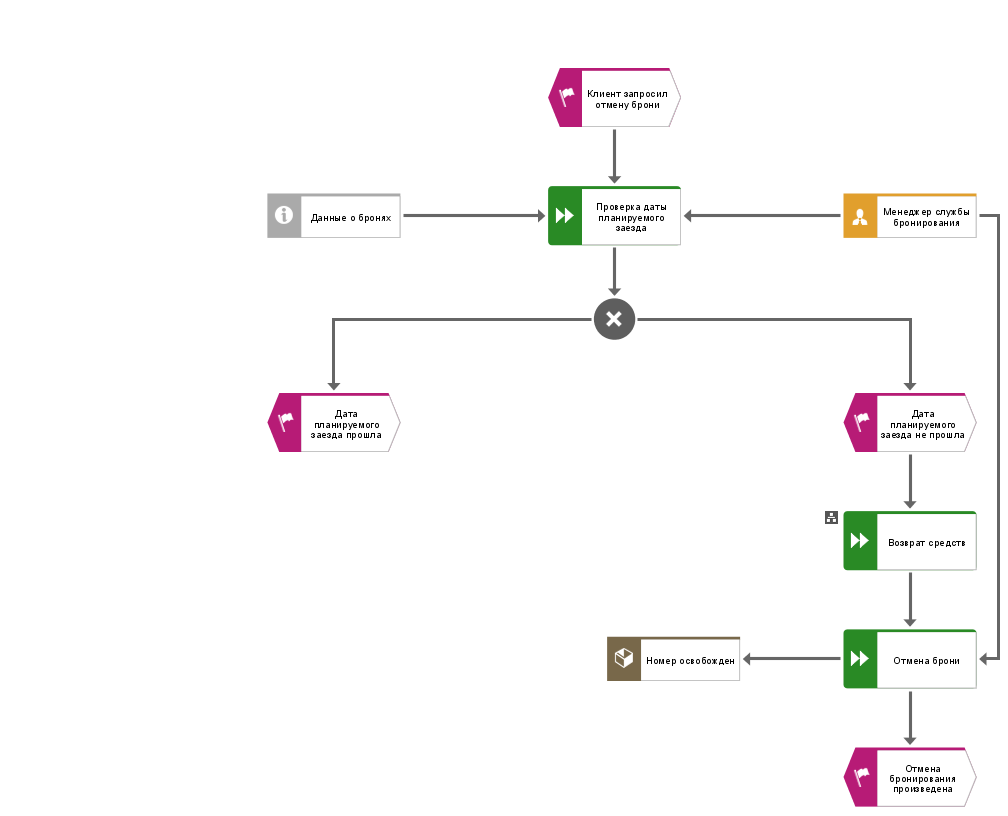 Клиент запросил
отмену брони
Данные о бронях
Проверка даты
планируемого
заезда
Менеджер службы
бронирования
Дата
планируемого
заезда прошла
Дата
планируемого
заезда не прошла
Возврат средств
Номер освобожден
Отмена брони
Отмена
бронирования
произведена